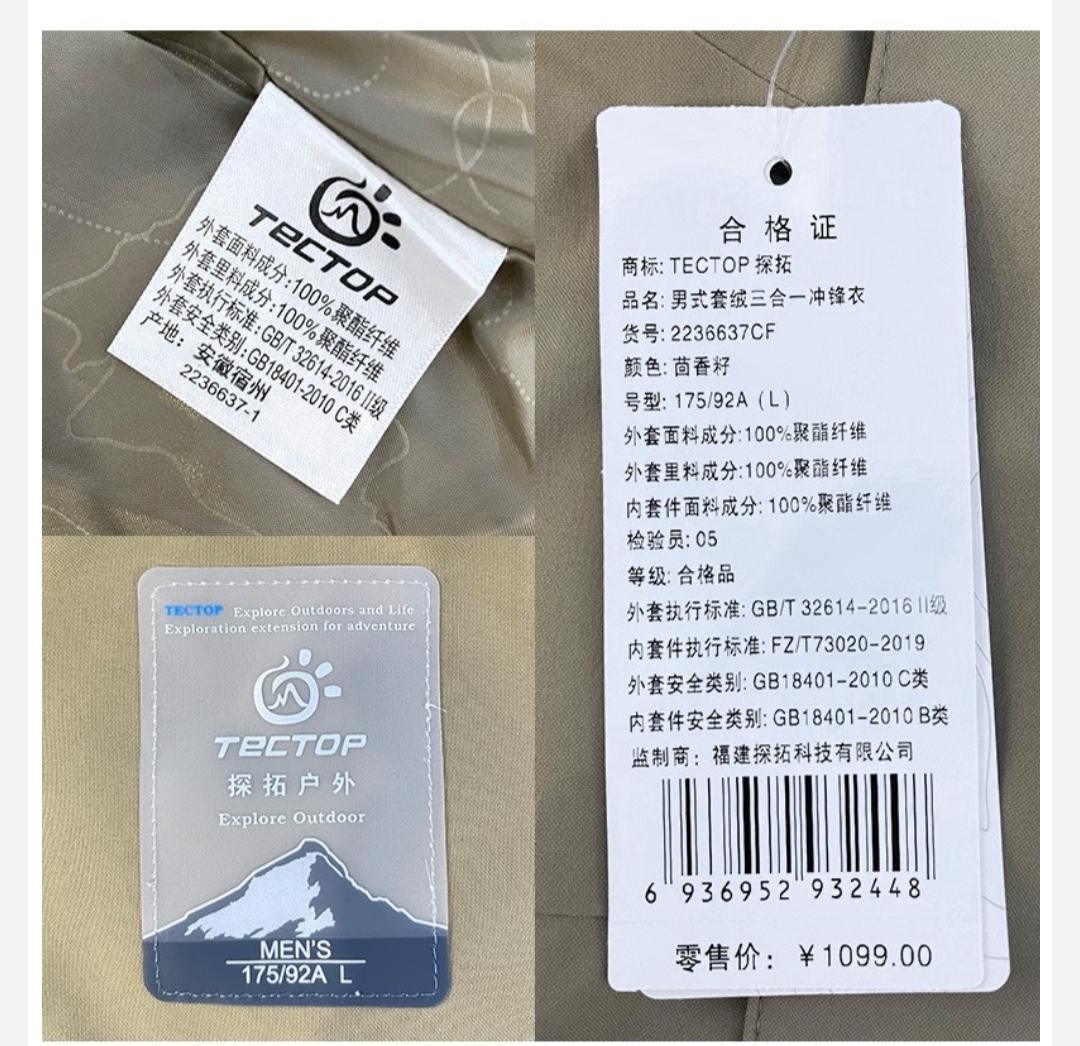 TECTOP
外套面料成分:100%聚酯纤维
外套里料成分:100%聚酯纤维
外套执行标准:GB/T 32614-2016 II级
外套安全类别:GB18401-2010 C类
产地: 安徽宿州
2236637-1
TECTOP Explore Outdoors and Life
Exploration extension for adventure
TECTOP
探拓户外
Explore Outdoor
MEN'S
175/92A L
合格证
商标: TECTOP 探拓
品名: 男式套绒三合一冲锋衣
货号: 2236637CF
颜色: 茴香籽
号型: 175/92A (L)
外套面料成分:100%聚酯纤维
外套里料成分:100%聚酯纤维
内套件面料成分: 100%聚酯纤维
检验员: 05
等级: 合格品
外套执行标准: GB/T 32614-2016 II级
内套件执行标准: FZ/T73020-2019
外套安全类别: GB18401-2010 C类
内套件安全类别: GB18401-2010 B类
监制商: 福建探拓科技有限公司
6 936952 932448
零售价: ¥1099.00